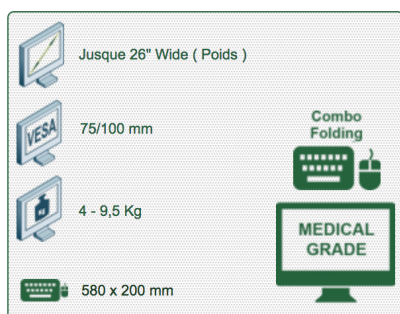 Jusque 26" Wide ( Poids )
VESA
75/100 mm
Combo
Folding
KG
4 - 9,5 Kg
MEDICAL
GRADE
580 x 200 mm